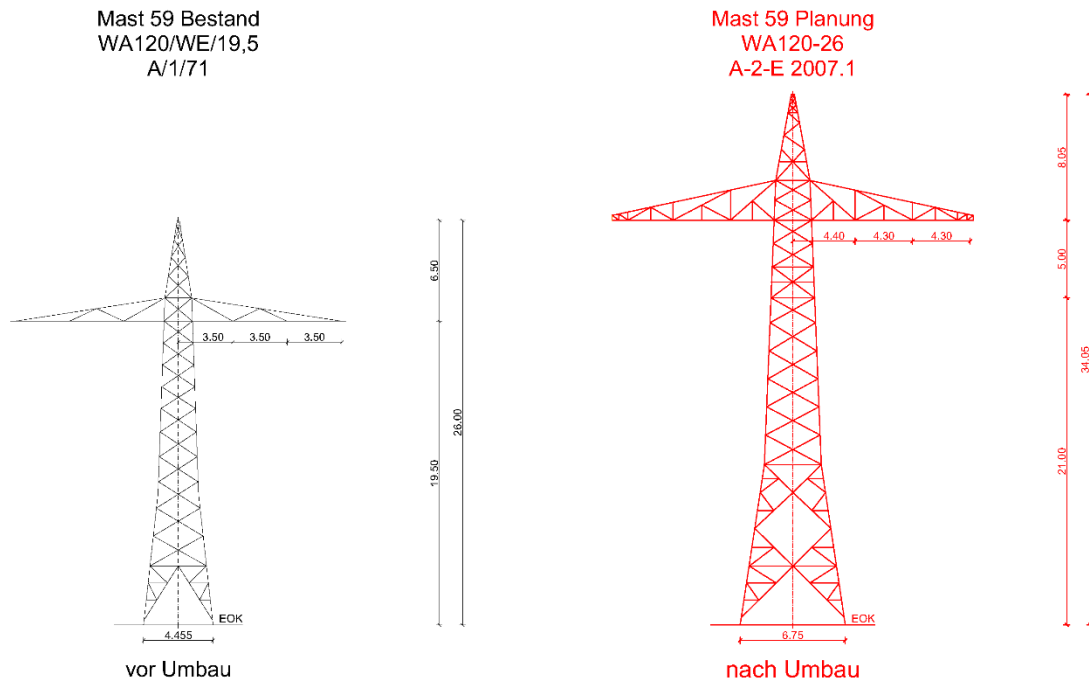 Mast 59 Bestand
WA120/WE/19,5
A/1/71
6.50
3.50 3.50 3.50
26.00
19.50
EOK
4.455
vor Umbau
Mast 59 Planung
WA120-26
A-2-E 2007.1
8.05
4.40 4.30 4.30
5.00
34.05
21.00
EOK
6.75
nach Umbau